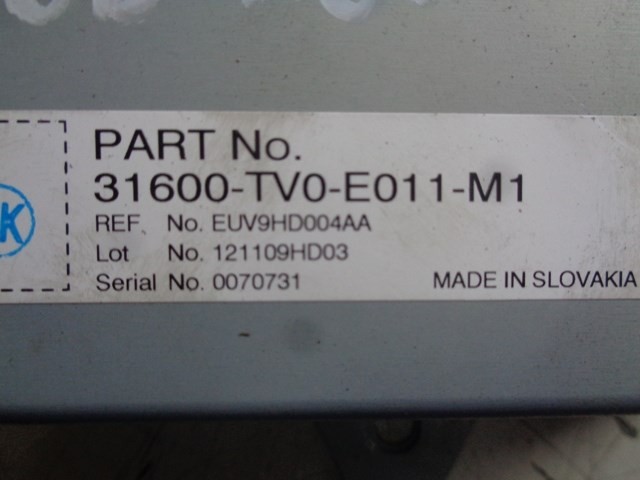 PART No.
31600-TV0-E011-M1
REF. No. EUV9HD004AA
Lot No. 121109HD03
Serial No. 0070731
MADE IN SLOVAKIA